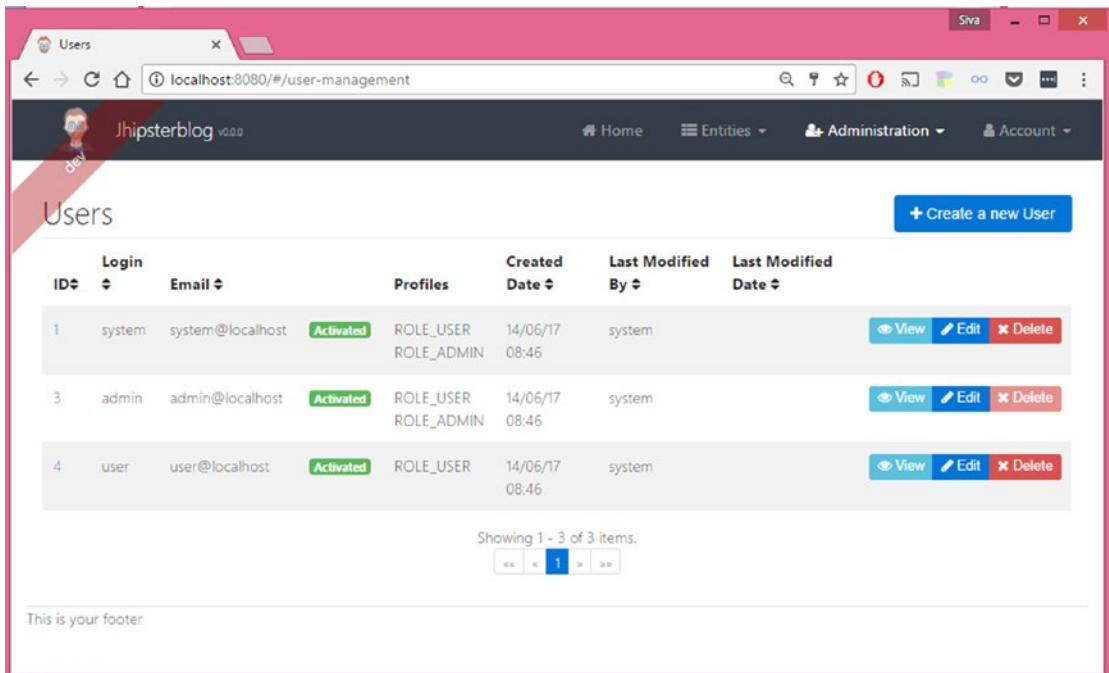 Siva
Users
localhost:8080/#/user-management
dev
Jhipsterblog v0.0.0
Home Entities Administration Account
Users
+ Create a new User
ID Login Email Profiles Created Date Last Modified By Last Modified Date
1 system system@localhost Activated ROLE_USER 14/06/17 system View Edit Delete
ROLE_ADMIN 08:46
3 admin admin@localhost Activated ROLE_USER 14/06/17 system View Edit Delete
ROLE_ADMIN 08:46
4 user user@localhost Activated ROLE_USER 14/06/17 system View Edit Delete
08:46
Showing 1 - 3 of 3 items.
«« « 1 » »»
This is your footer